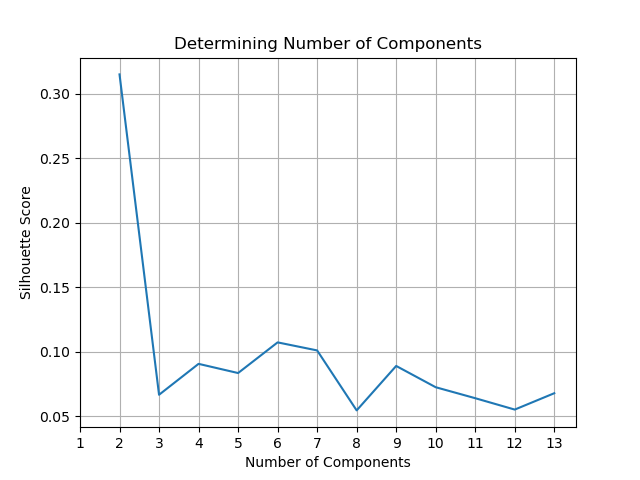 Determining Number of Components
0.30
0.25
0.20
0.15
0.10
0.05
Silhouette Score
1 2 3 4 5 6 7 8 9 10 11 12 13
Number of Components